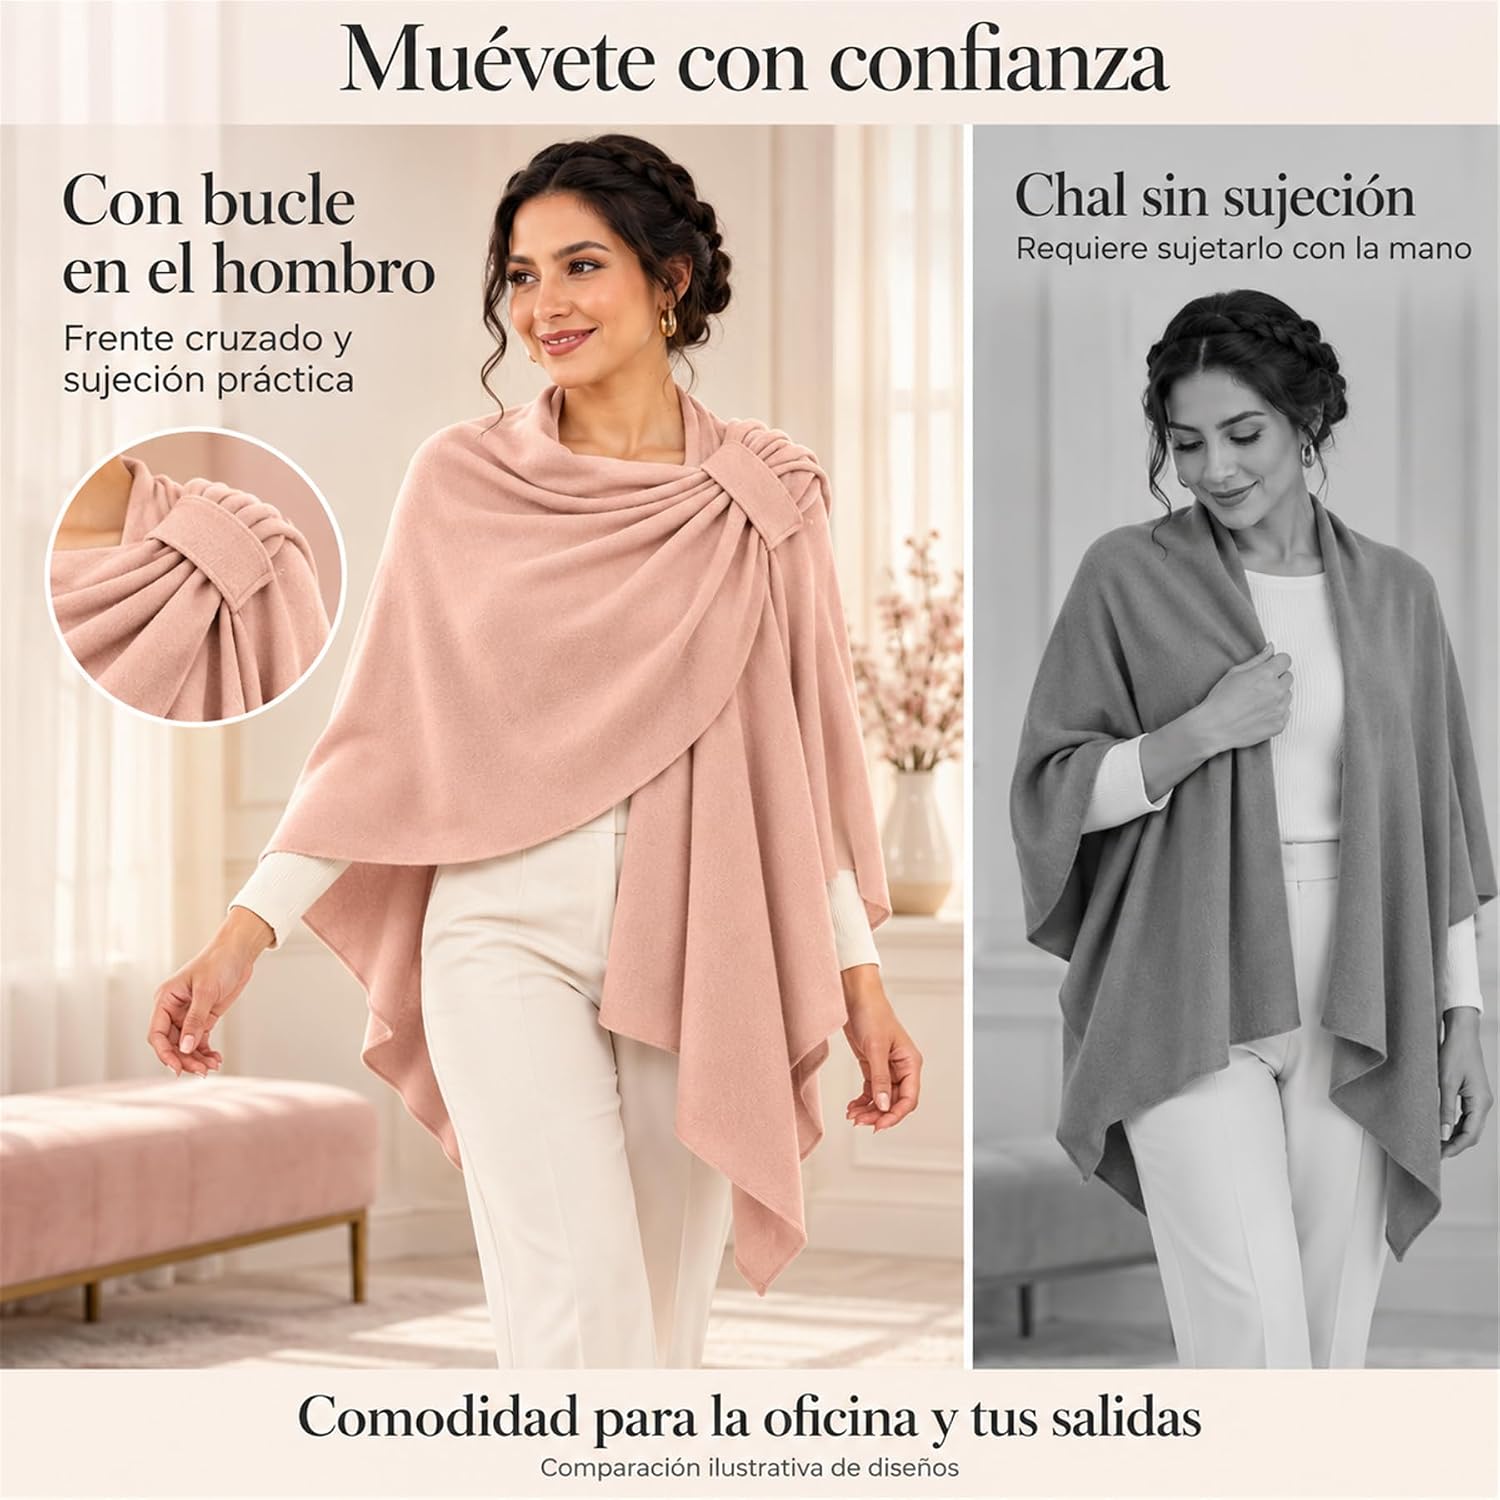 Muévete con confianza
Con bucle
en el hombro
Frente cruzado y
sujeción práctica
Chal sin sujeción
Requiere sujetarlo con la mano
Comodidad para la oficina y tus salidas
Comparación ilustrativa de diseños